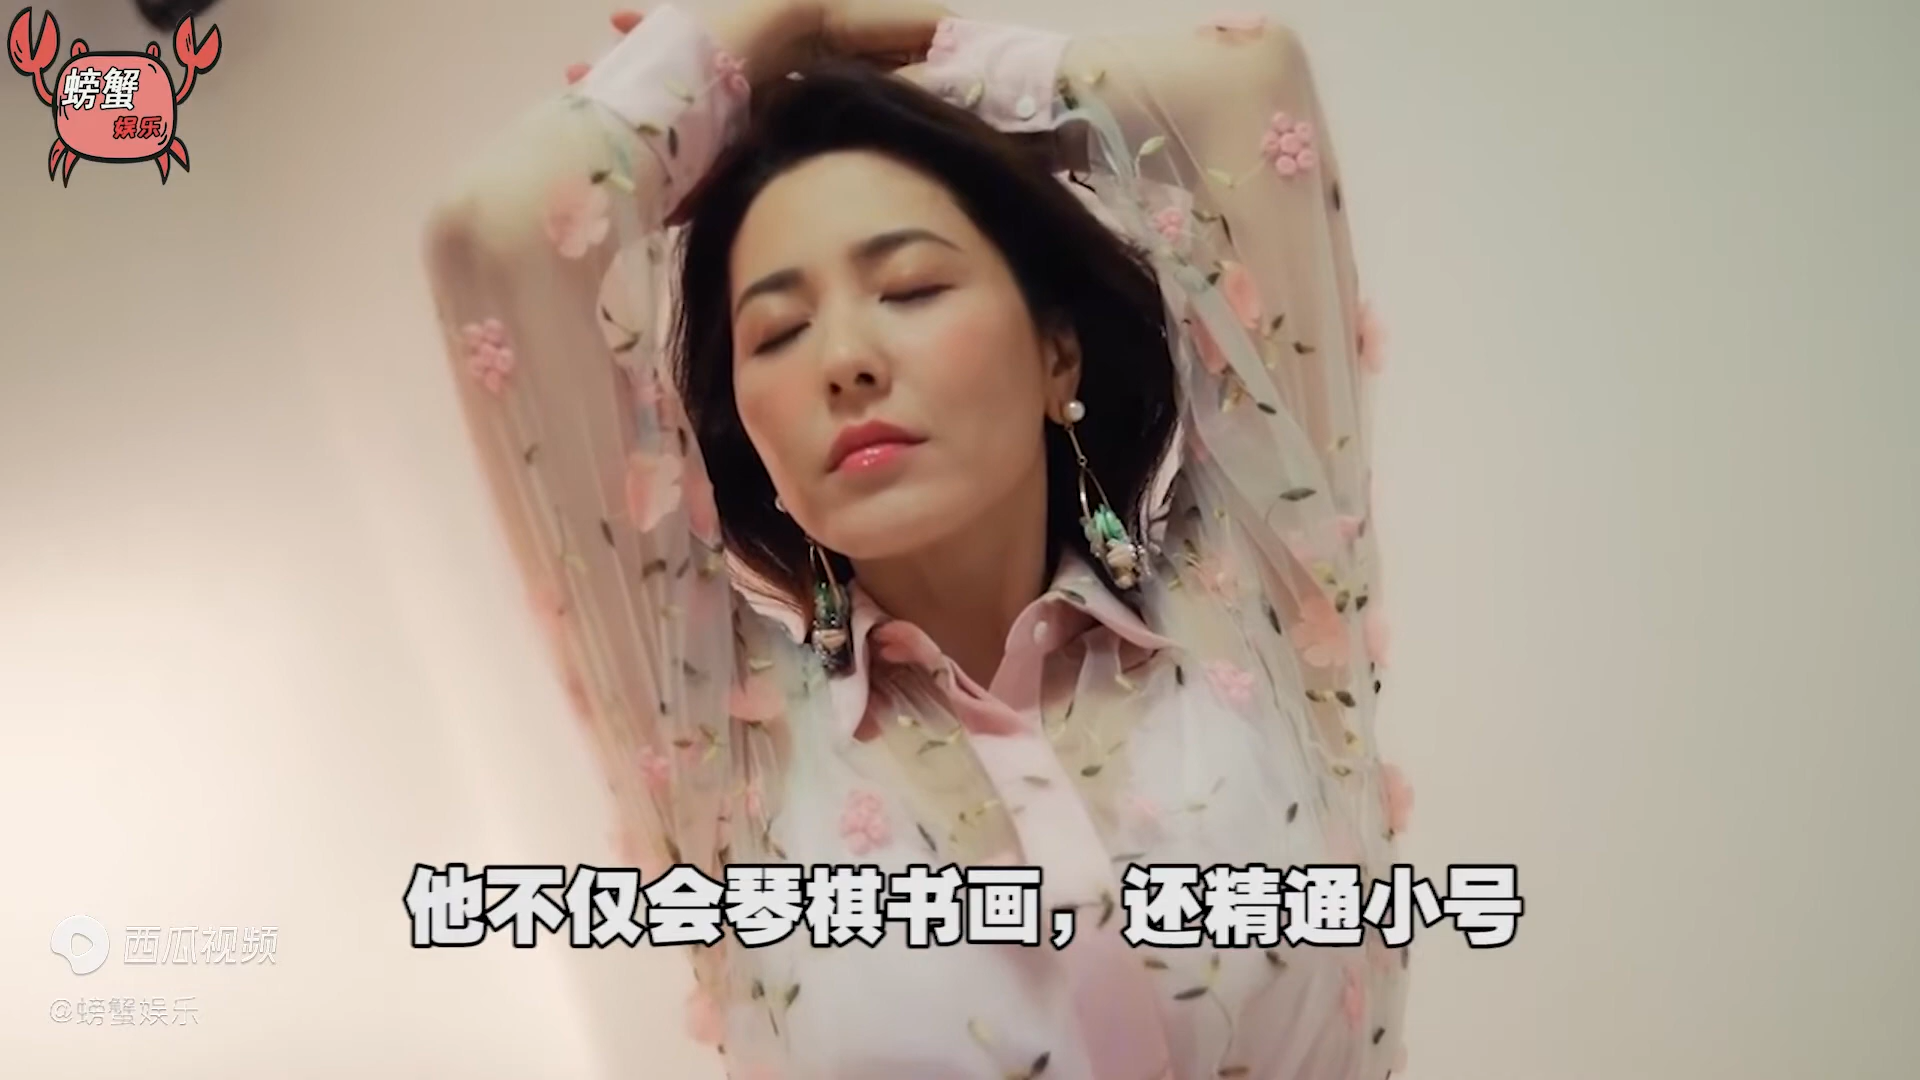 螃蟹
娱乐
他不仅会琴棋书画，还精通小号
西瓜视频
@螃蟹娱乐